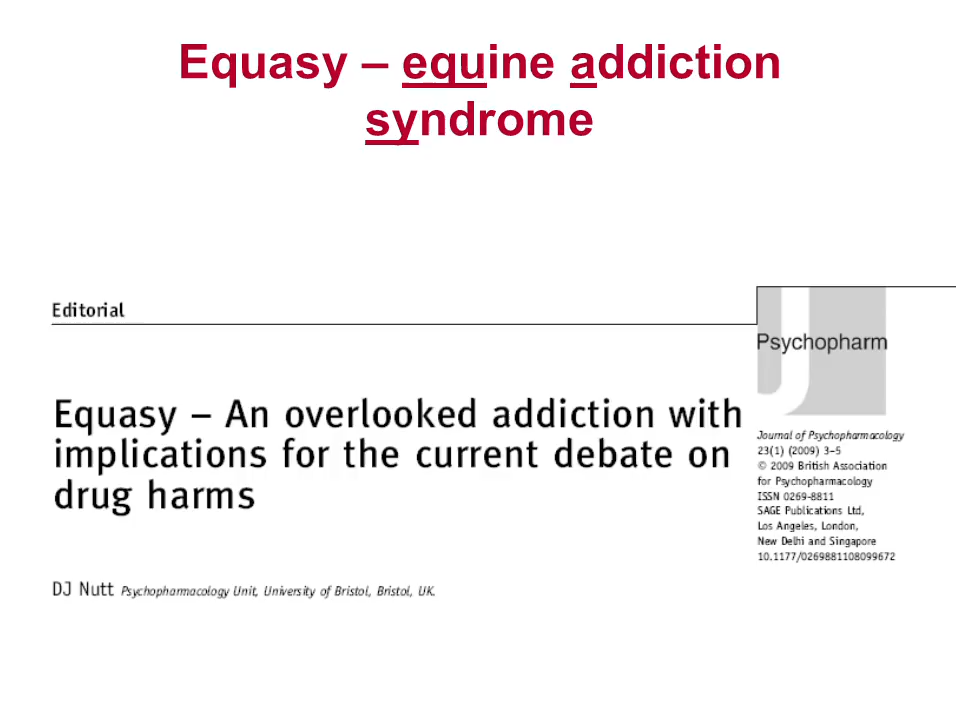 Equasy – equine addiction
syndrome
Editorial
Psychopharm
Equasy – An overlooked addiction with
implications for the current debate on
drug harms
Journal of Psychopharmacology
23(1) (2009) 3–5
© 2009 British Association
for Psychopharmacology
ISSN 0269-8811
SAGE Publications Ltd,
Los Angeles, London,
New Delhi and Singapore
10.1177/0269881108099672
DJ Nutt Psychopharmacology Unit, University of Bristol, Bristol, UK.